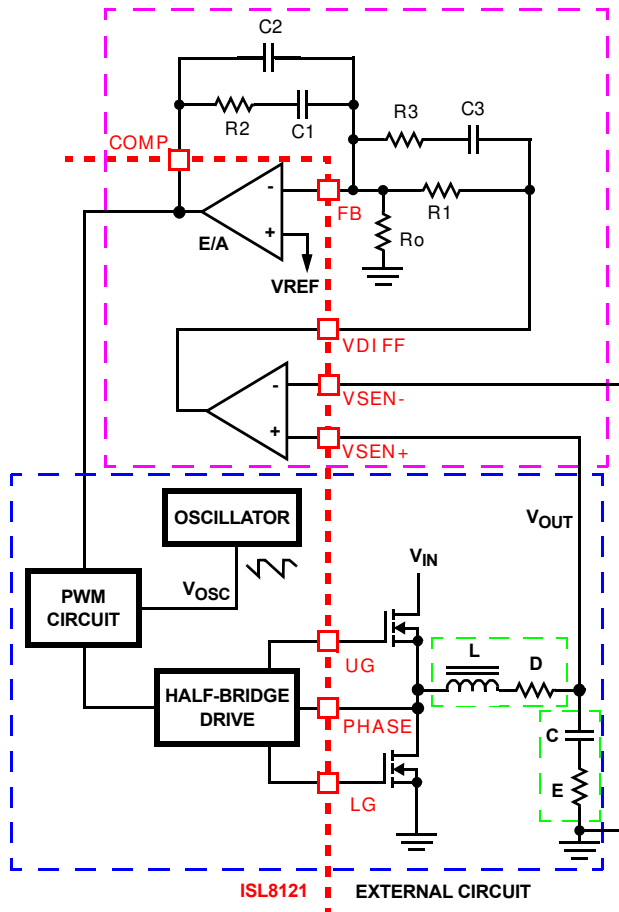 C2
R2
C1
R3
C3
COMP
-
+
E/A
FB
VREF
R1
Ro
VDIFF
-
+
VSEN-
VSEN+
OSCILLATOR
VOSC
PWM
CIRCUIT
HALF-BRIDGE
DRIVE
VIN
VOUT
UG
PHASE
LG
L
D
C
E
ISL8121
EXTERNAL CIRCUIT